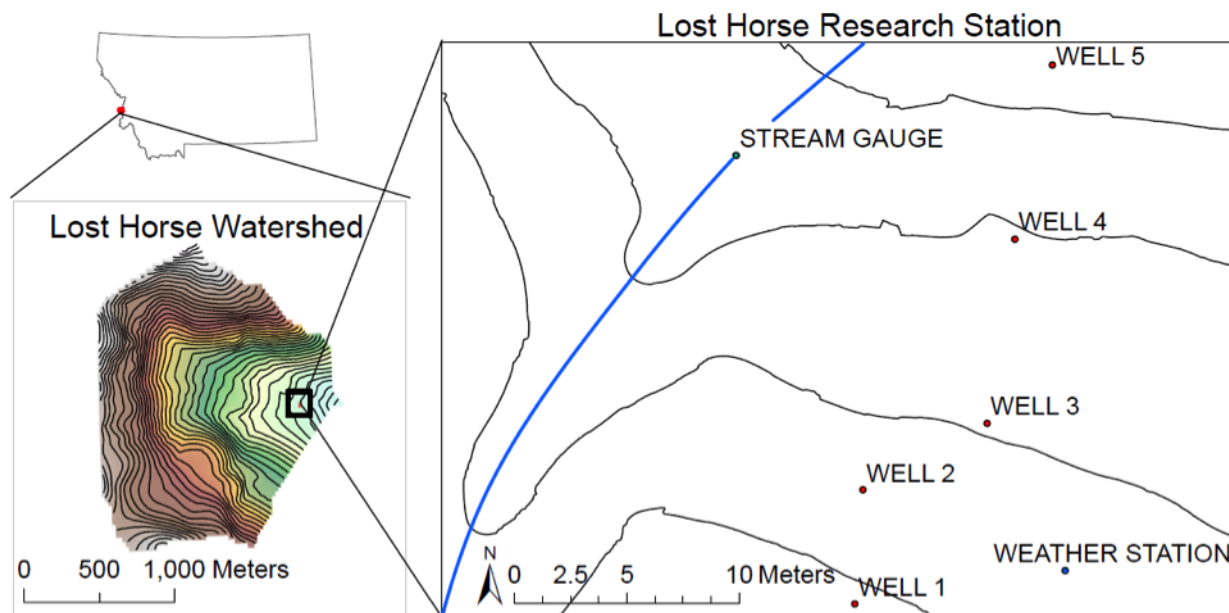 Lost Horse Research Station
WELL 5
STREAM GAUGE
WELL 4
Lost Horse Watershed
WELL 3
WELL 2
WEATHER STATION
WELL 1
N
0 2.5 5 10 Meters
0 500 1,000 Meters